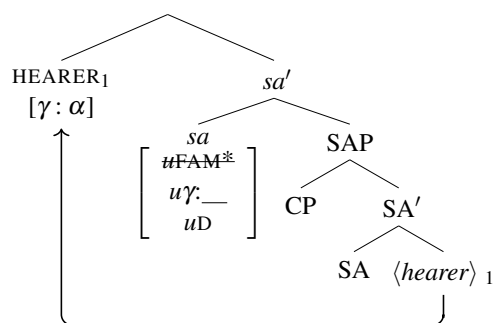 HEARER₁ sa′
[γ: α]
sa SAP
uFAM*
uγ:__ CP SA′
uD
SA ⟨hearer⟩ ₁